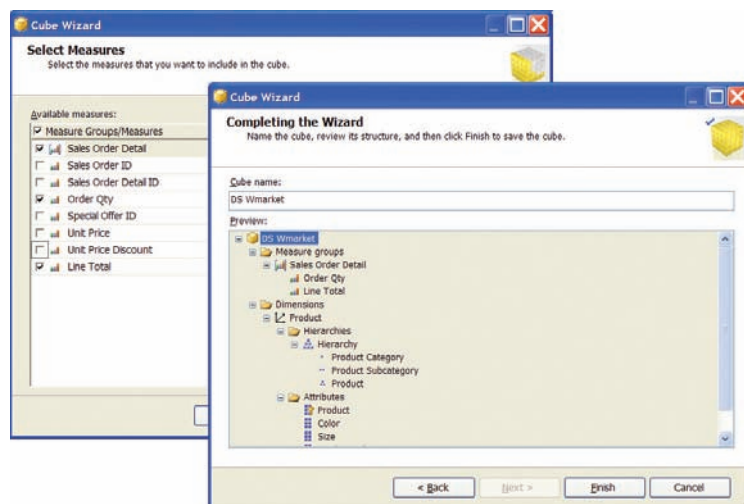 Cube Wizard
Select Measures
Select the measures that you want to include in the cube.
Available measures:
Measure Groups/Measures
Sales Order Detail
Sales Order ID
Sales Order Detail ID
Order Qty
Special Offer ID
Unit Price
Unit Price Discount
Line Total
Cube Wizard
Completing the Wizard
Name the cube, review its structure, and then click Finish to save the cube.
Cube name:
DS Wmarket
Preview:
DS Wmarket
Measure groups
Sales Order Detail
Order Qty
Line Total
Dimensions
Product
Hierarchies
Hierarchy
Product Category
Product Subcategory
Product
Attributes
Product
Color
Size
< Back Next > Finish Cancel